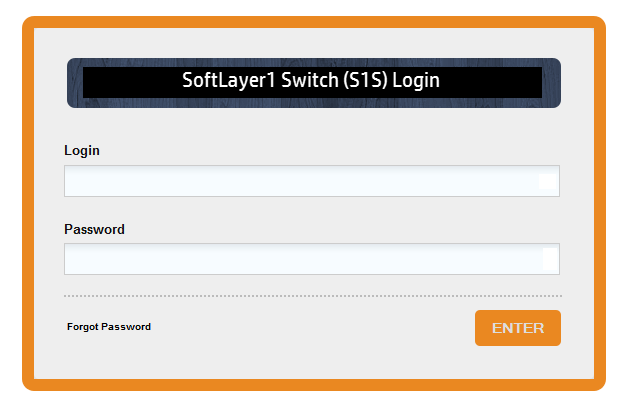 SoftLayer1 Switch (S1S) Login
Login
Password
Forgot Password
ENTER